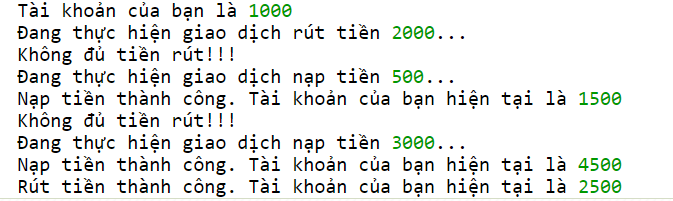 Tài khoản của bạn là 1000
Đang thực hiện giao dịch rút tiền 2000...
Không đủ tiền rút!!!
Đang thực hiện giao dịch nạp tiền 500...
Nạp tiền thành công. Tài khoản của bạn hiện tại là 1500
Không đủ tiền rút!!!
Đang thực hiện giao dịch nạp tiền 3000...
Nạp tiền thành công. Tài khoản của bạn hiện tại là 4500
Rút tiền thành công. Tài khoản của bạn hiện tại là 2500